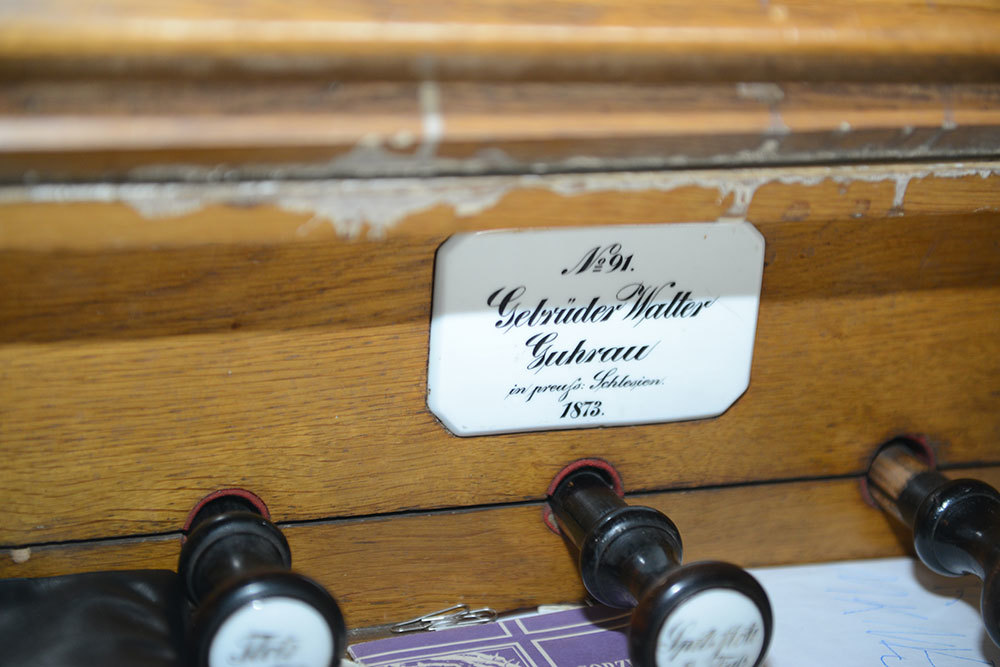 No 91.
Gebrüder Walter
Guhrau
in preuſs: Schlesien.
1873.